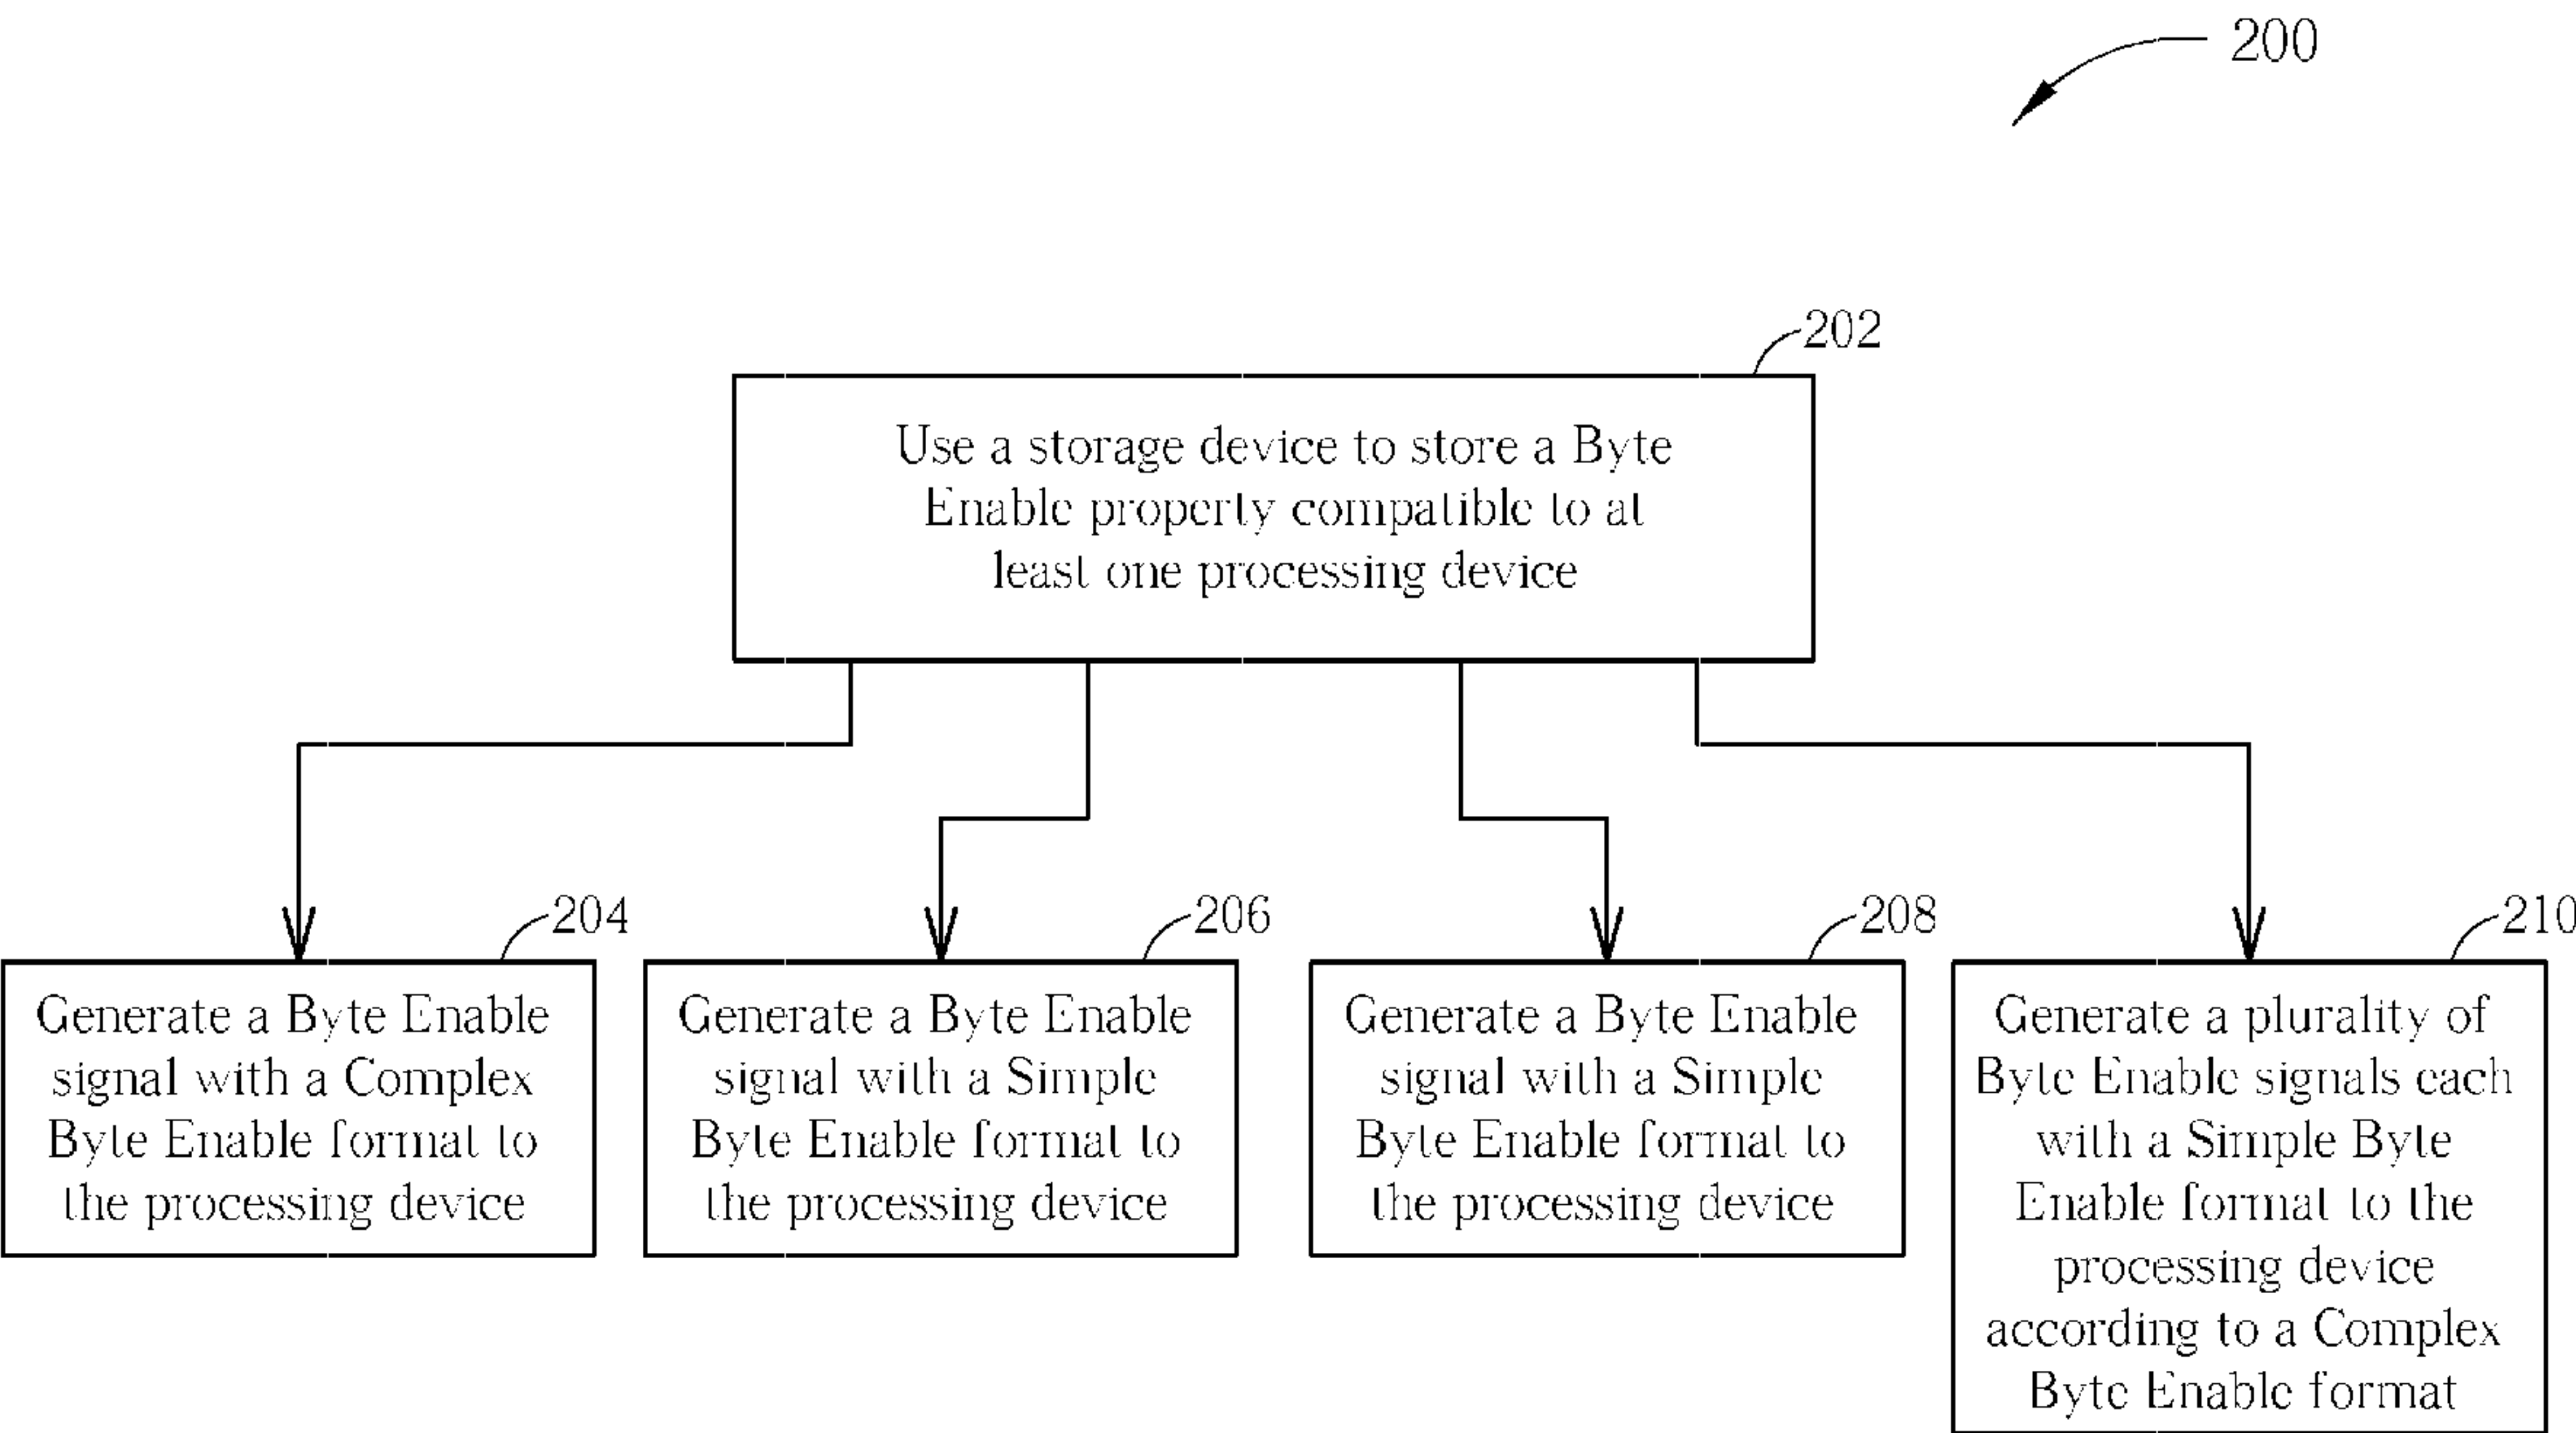 200
202
Use a storage device to store a Byte
Enable property compatible to at
least one processing device
204
Generate a Byte Enable
signal with a Complex
Byte Enable format to
the processing device
206
Generate a Byte Enable
signal with a Simple
Byte Enable format to
the processing device
208
Generate a Byte Enable
signal with a Simple
Byte Enable format to
the processing device
210
Generate a plurality of
Byte Enable signals each
with a Simple Byte
Enable format to the
processing device
according to a Complex
Byte Enable format